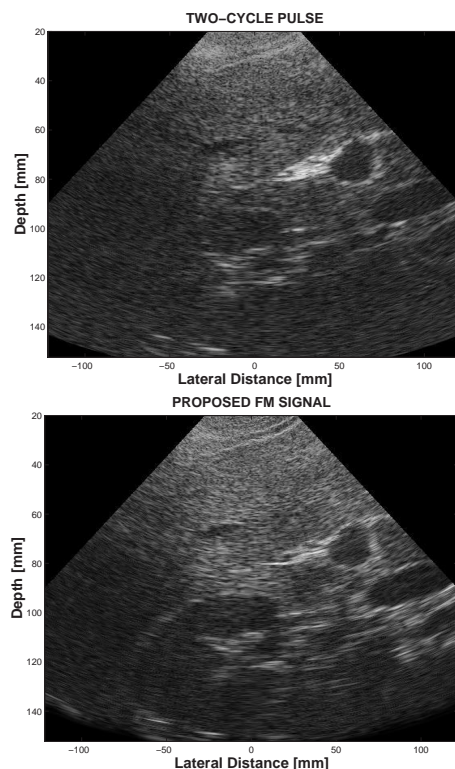 TWO−CYCLE PULSE
20
40
60
80
100
120
140
Depth [mm]
−100 −50 0 50 100
Lateral Distance [mm]
PROPOSED FM SIGNAL
20
40
60
80
100
120
140
Depth [mm]
−100 −50 0 50 100
Lateral Distance [mm]